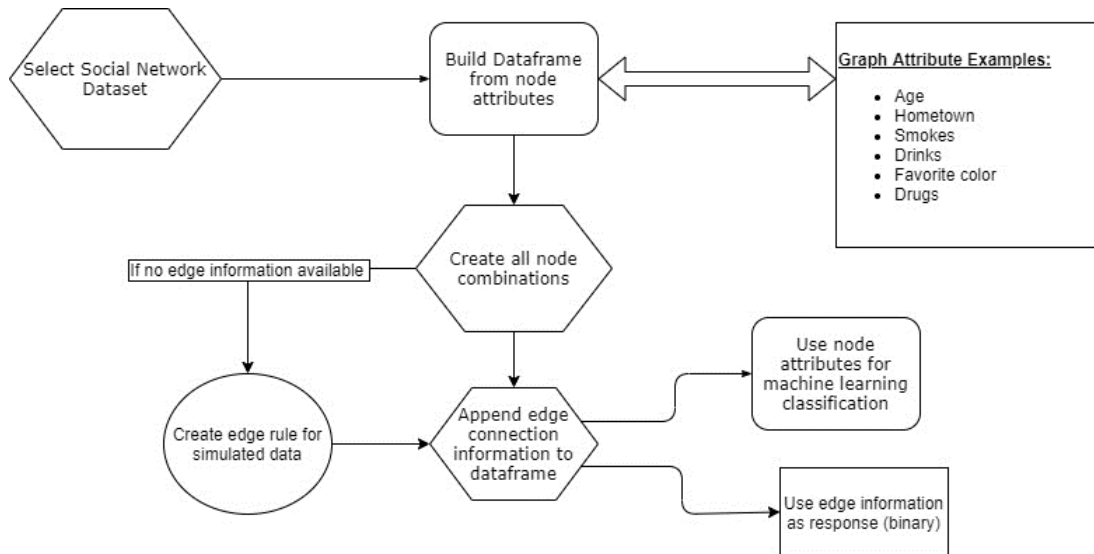 Select Social Network
Dataset
Build Dataframe
from node
attributes
Graph Attribute Examples:
• Age
• Hometown
• Smokes
• Drinks
• Favorite color
• Drugs
If no edge information available
Create all node
combinations
Use node
attributes for
machine learning
classification
Create edge rule for
simulated data
Append edge
connection
information to
dataframe
Use edge information
as response (binary)